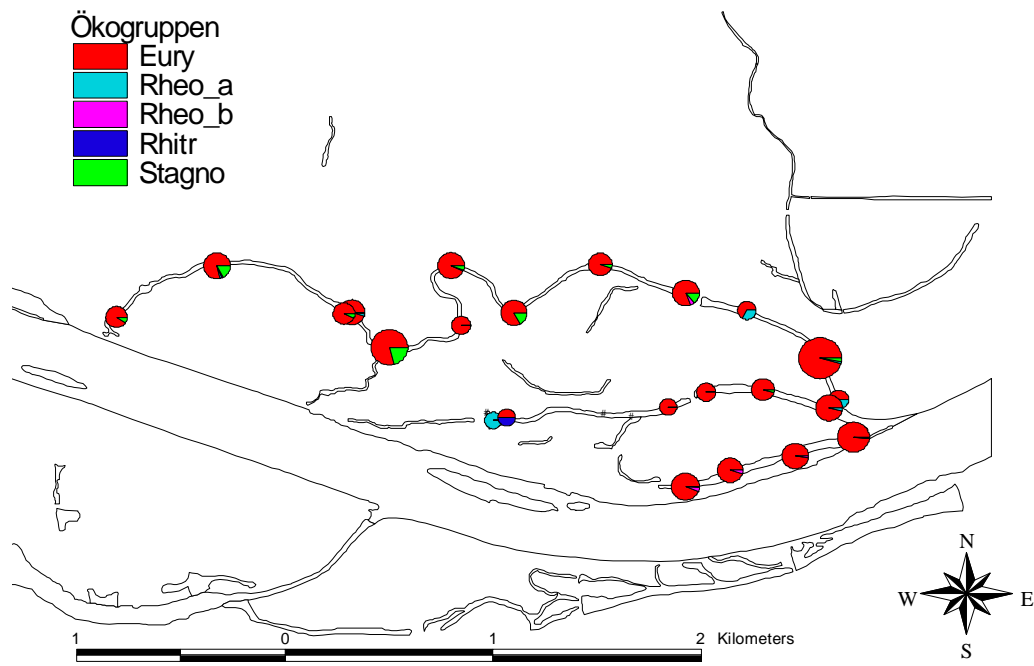 Ökogruppen
Eury
Rheo_a
Rheo_b
Rhitr
Stagno
# # #
N
W E
S
1 0 1 2 Kilometers